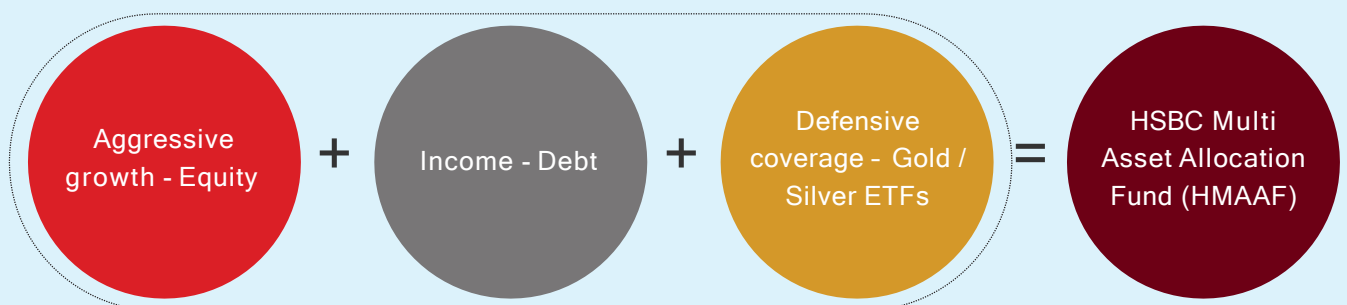 Aggressive
growth - Equity
+
Income - Debt
+
Defensive
coverage - Gold /
Silver ETFs
=
HSBC Multi
Asset Allocation
Fund (HMAAF)